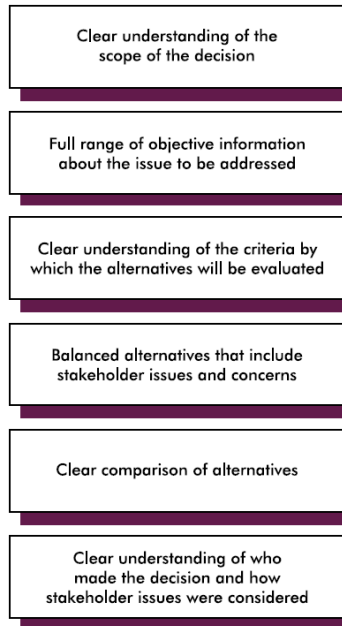 Clear understanding of the
scope of the decision
Full range of objective information
about the issue to be addressed
Clear understanding of the criteria by
which the alternatives will be evaluated
Balanced alternatives that include
stakeholder issues and concerns
Clear comparison of alternatives
Clear understanding of who
made the decision and how
stakeholder issues were considered